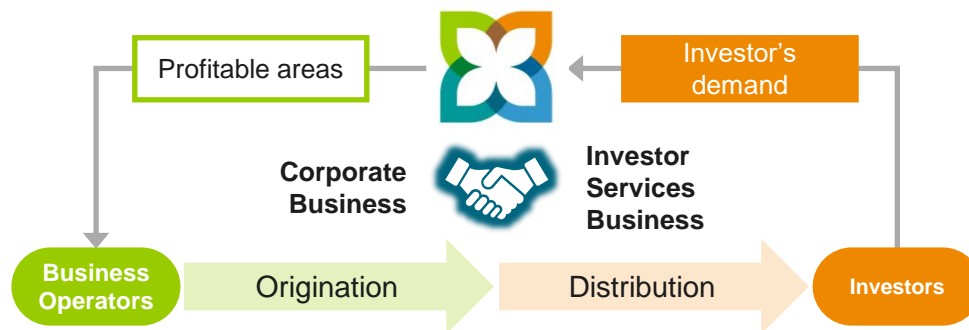 Profitable areas
Investor’s
demand
Corporate
Business
Investor
Services
Business
Business
Operators
Origination
Distribution
Investors